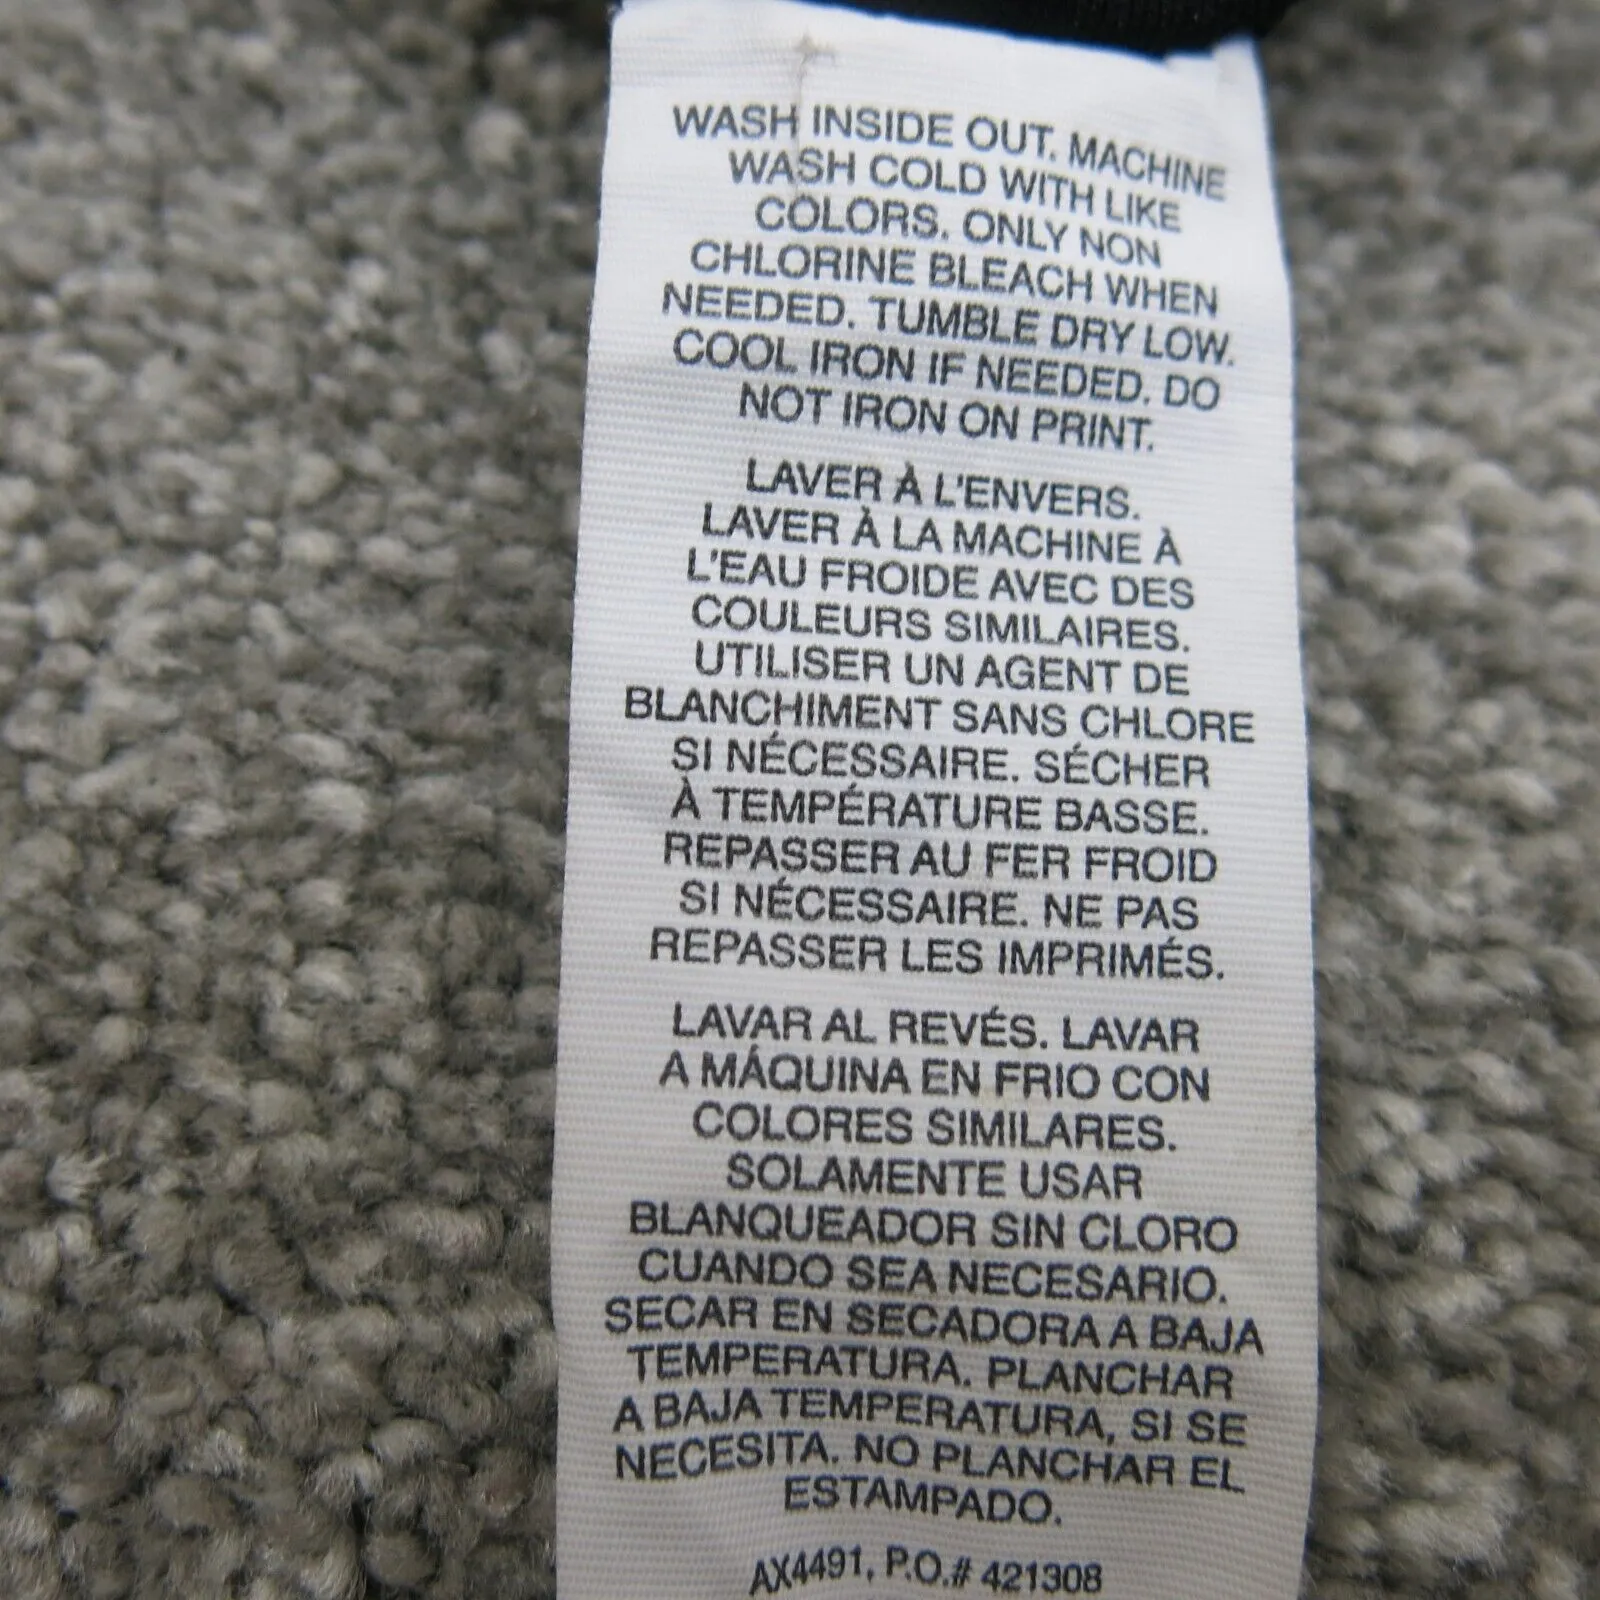 WASH INSIDE OUT. MACHINE
WASH COLD WITH LIKE
COLORS. ONLY NON
CHLORINE BLEACH WHEN
NEEDED. TUMBLE DRY LOW.
COOL IRON IF NEEDED. DO
NOT IRON ON PRINT.
LAVER À L'ENVERS.
LAVER À LA MACHINE À
L'EAU FROIDE AVEC DES
COULEURS SIMILAIRES.
UTILISER UN AGENT DE
BLANCHIMENT SANS CHLORE
SI NÉCESSAIRE. SÉCHER
À TEMPÉRATURE BASSE.
REPASSER AU FER FROID
SI NÉCESSAIRE. NE PAS
REPASSER LES IMPRIMÉS.
LAVAR AL REVÉS. LAVAR
A MÁQUINA EN FRIO CON
COLORES SIMILARES.
SOLAMENTE USAR
BLANQUEADOR SIN CLORO
CUANDO SEA NECESARIO.
SECAR EN SECADORA A BAJA
TEMPERATURA. PLANCHAR
A BAJA TEMPERATURA, SI SE
NECESITA. NO PLANCHAR EL
ESTAMPADO.
AX4491, P.O.# 421308